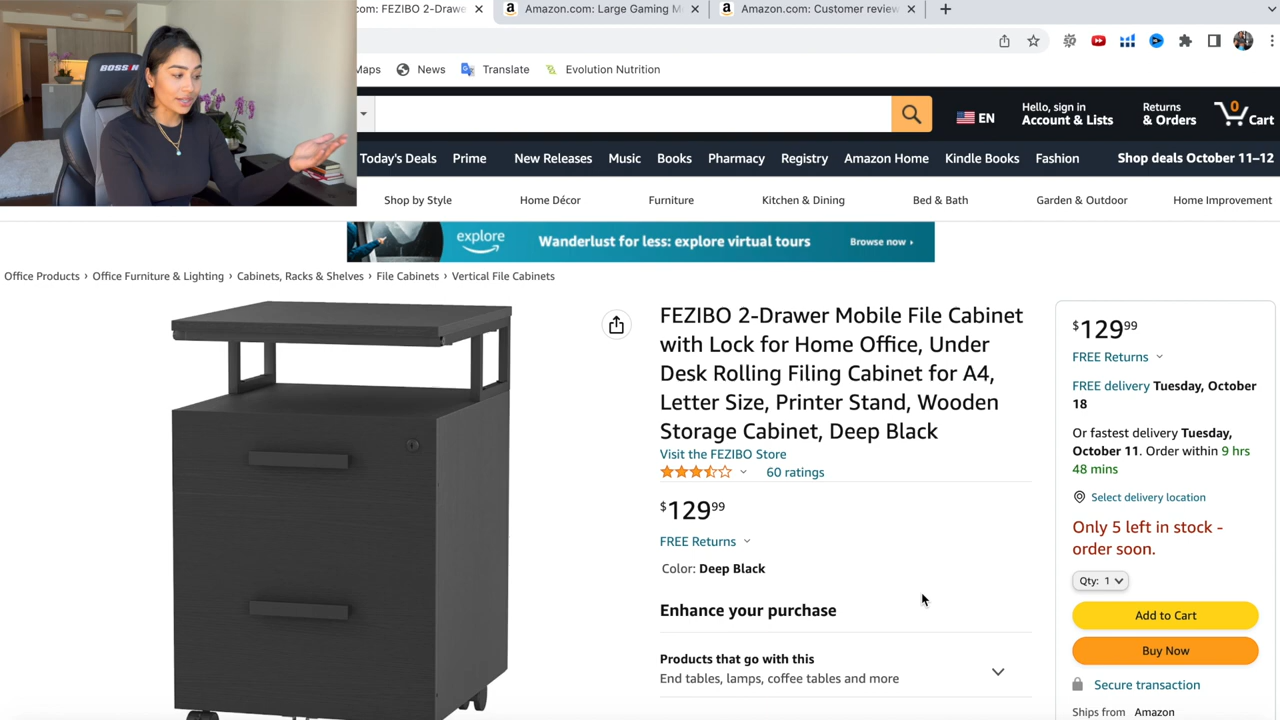 com: FEZIBO 2-Drawe
Amazon.com: Large Gaming M
Amazon.com: Customer review
Maps
News
Translate
Evolution Nutrition
BOSSIN
EN
Hello, sign in
Account & Lists
Returns
& Orders
0
Cart
Today's Deals
Prime
New Releases
Music
Books
Pharmacy
Registry
Amazon Home
Kindle Books
Fashion
Shop deals October 11–12
Shop by Style
Home Décor
Furniture
Kitchen & Dining
Bed & Bath
Garden & Outdoor
Home Improvement
explore
Wanderlust for less: explore virtual tours
Browse now ›
Office Products › Office Furniture & Lighting › Cabinets, Racks & Shelves › File Cabinets › Vertical File Cabinets
FEZIBO 2-Drawer Mobile File Cabinet
with Lock for Home Office, Under
Desk Rolling Filing Cabinet for A4,
Letter Size, Printer Stand, Wooden
Storage Cabinet, Deep Black
Visit the FEZIBO Store
60 ratings
$129⁹⁹
FREE Returns
Color: Deep Black
Enhance your purchase
Products that go with this
End tables, lamps, coffee tables and more
$129⁹⁹
FREE Returns
FREE delivery Tuesday, October
18
Or fastest delivery Tuesday,
October 11. Order within 9 hrs
48 mins
Select delivery location
Only 5 left in stock -
order soon.
Qty: 1
Add to Cart
Buy Now
Secure transaction
Ships from Amazon